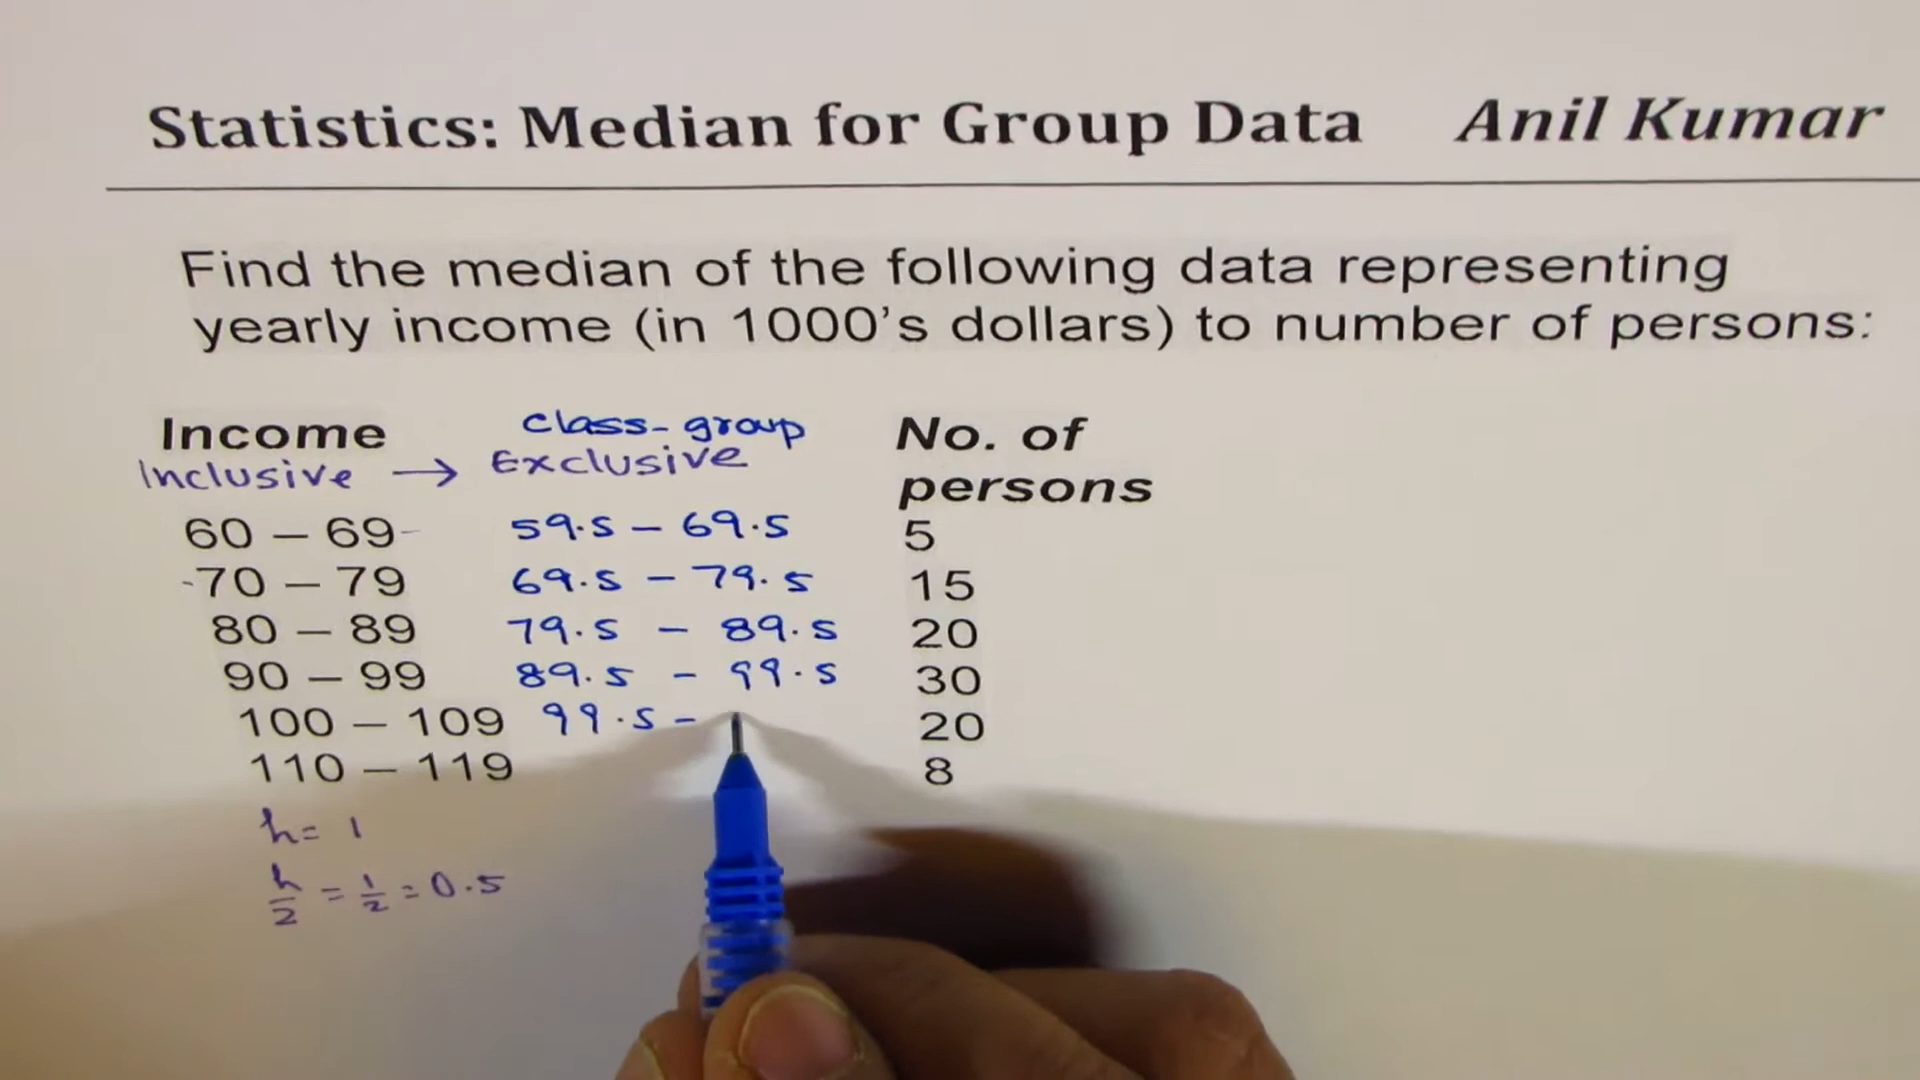 Statistics: Median for Group Data Anil Kumar
Find the median of the following data representing
yearly income (in 1000's dollars) to number of persons:
Income class-group No. of
Inclusive → Exclusive persons
60 – 69 59.5 – 69.5 5
70 – 79 69.5 – 79.5 15
80 – 89 79.5 – 89.5 20
90 – 99 89.5 – 99.5 30
100 – 109 99.5 – 20
110 – 119 8
h = 1
h/2 = 1/2 = 0.5